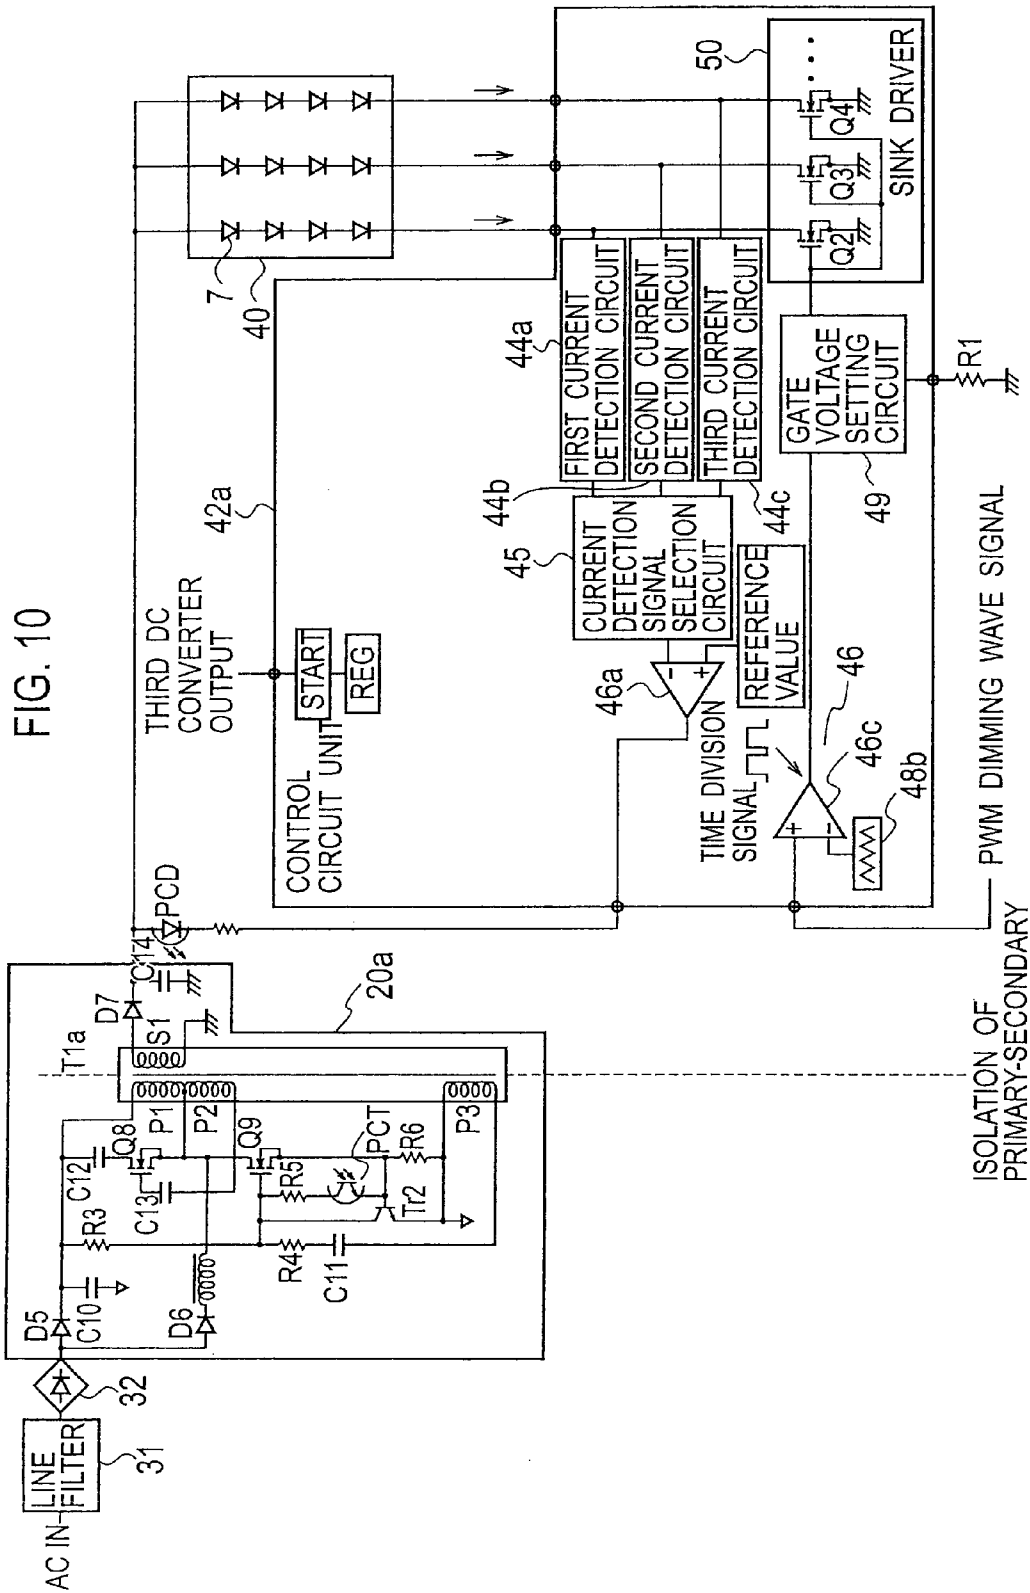 FIG. 10
AC IN
LINE
FILTER
31
32
D5
C10
D6
R3
C12
Q8
C13
R4
C11
R5
Q9
PCT
Tr2
R6
P1
P2
P3
T1a
S1
D7
C14
20a
PCD
ISOLATION OF
PRIMARY-SECONDARY
PWM DIMMING WAVE SIGNAL
THIRD DC
CONVERTER
OUTPUT
42a
CONTROL
CIRCUIT UNIT
START
REG
7
40
TIME DIVISION
SIGNAL
46a
-
+
REFERENCE
VALUE
45
CURRENT
DETECTION
SIGNAL
SELECTION
CIRCUIT
44a
FIRST CURRENT
DETECTION CIRCUIT
44b
SECOND CURRENT
DETECTION CIRCUIT
THIRD CURRENT
DETECTION CIRCUIT
44c
46
46c
+
-
48b
GATE
VOLTAGE
SETTING
CIRCUIT
49
R1
50
Q2
Q3
Q4
SINK DRIVER